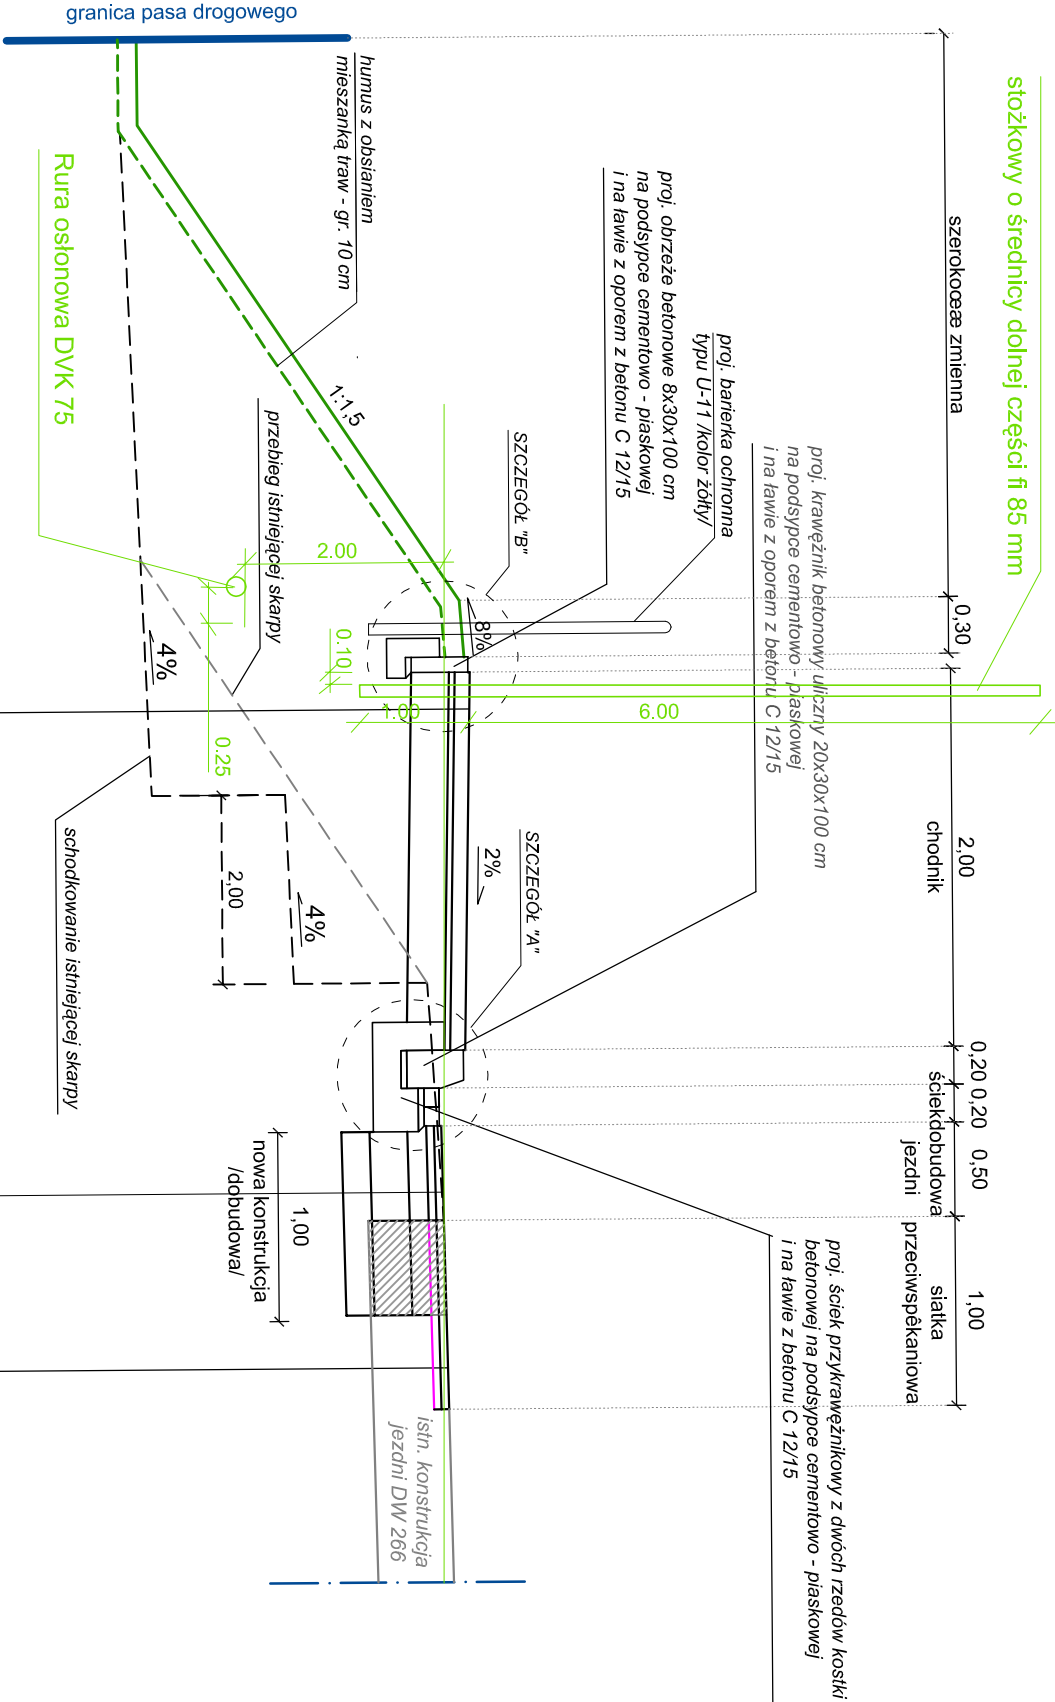 granica pasa drogowego
stożkowy o średnicy dolnej części fi 85 mm
szerokoœæ zmienna
0,30
2,00
chodnik
0,20
0,20
ściek
dobudowa
jezdni
0,50
1,00
siatka
przeciwspêkaniowa
proj. krawężnik betonowy uliczny 20x30x100 cm
na podsypce cementowo - piaskowej
i na ławie z oporem z betonu C 12/15
proj. barierka ochronna
typu U-11 /kolor żółty/
proj. obrzeże betonowe 8x30x100 cm
na podsypce cementowo - piaskowej
i na ławie z oporem z betonu C 12/15
humus z obsianiem
mieszanką traw - gr. 10 cm
Rura osłonowa DVK 75
1:1,5
przebieg istniejącej skarpy
SZCZEGÓŁ "B"
8%
2.00
0.10
0.25
1.00
6.00
4%
2%
SZCZEGÓŁ "A"
4%
2,00
schodkowanie istniejącej skarpy
1,00
nowa konstrukcja
/dobudowa/
proj. ściek przykrawężnikowy z dwóch rzedów kostki
betonowej na podsypce cementowo - piaskowej
i na ławie z betonu C 12/15
istn. konstrukcja
jezdni DW 266